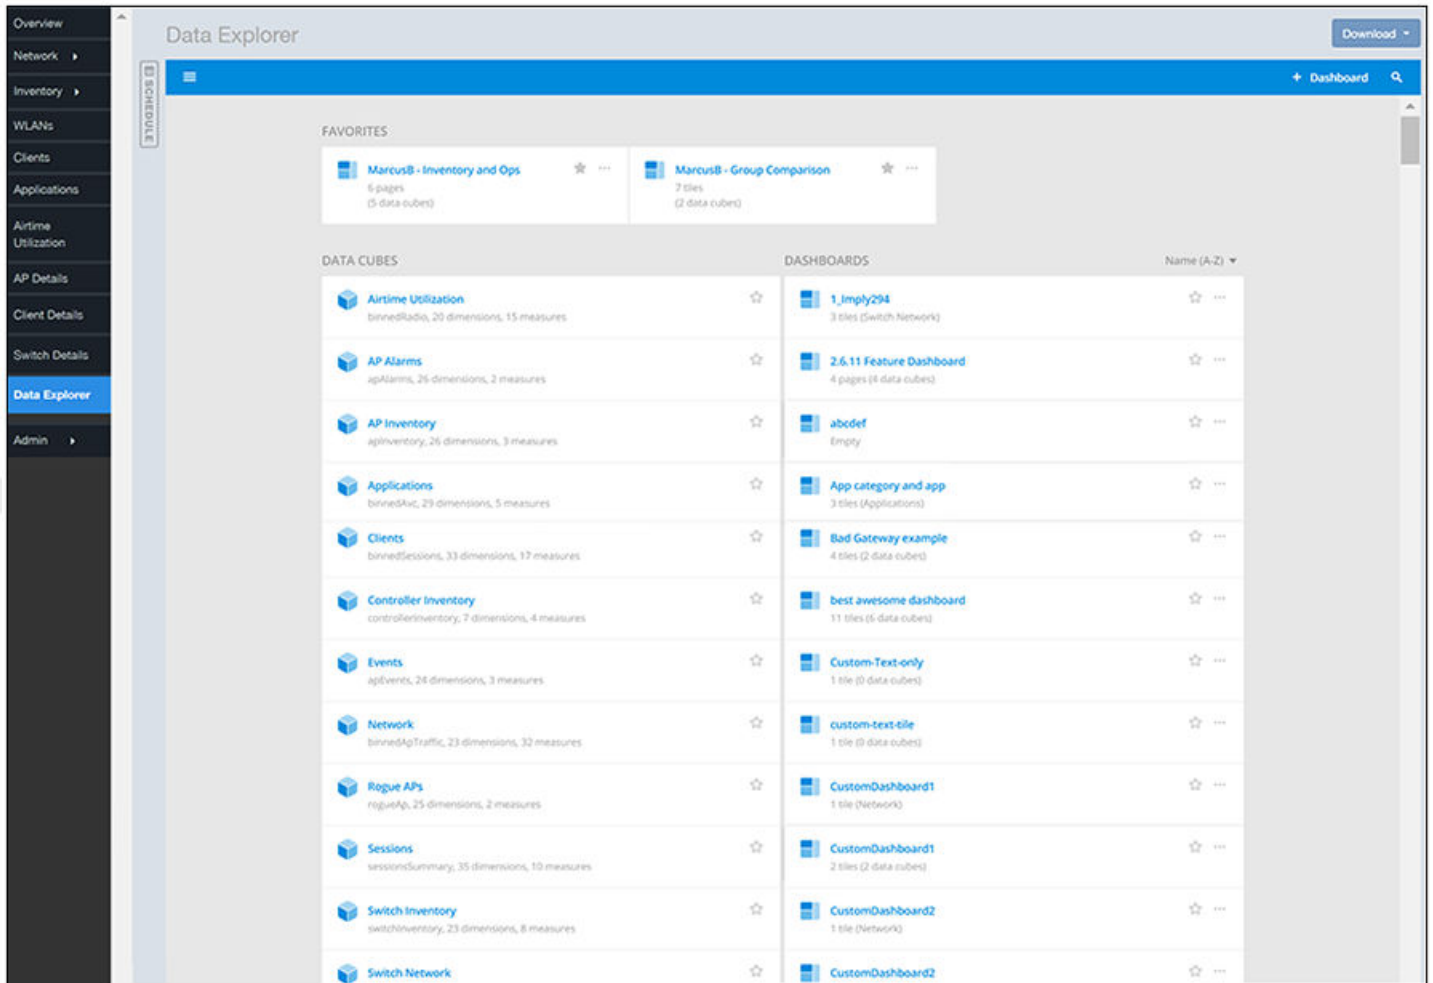 Overview
Network
Inventory
WLANs
Clients
Applications
Airtime
Utilization
AP Details
Client Details
Switch Details
Data Explorer
Admin
SCHEDULE
Data Explorer
Download
+ Dashboard
FAVORITES
MarcusB - Inventory and Ops
6 pages
(5 data cubes)
MarcusB - Group Comparison
7 tiles
(2 data cubes)
DATA CUBES
Airtime Utilization
binnedRadio, 20 dimensions, 15 measures
AP Alarms
apAlarms, 26 dimensions, 2 measures
AP Inventory
apInventory, 26 dimensions, 3 measures
Applications
binnedAvc, 29 dimensions, 5 measures
Clients
binnedSessions, 33 dimensions, 17 measures
Controller Inventory
controllerInventory, 7 dimensions, 4 measures
Events
apEvents, 24 dimensions, 3 measures
Network
binnedApTraffic, 23 dimensions, 32 measures
Rogue APs
rogueAp, 25 dimensions, 2 measures
Sessions
sessionsSummary, 35 dimensions, 10 measures
Switch Inventory
switchInventory, 23 dimensions, 8 measures
Switch Network
DASHBOARDS
Name (A-Z)
1_Imply294
3 tiles (Switch Network)
2.6.11 Feature Dashboard
4 pages (4 data cubes)
abcdef
Empty
App category and app
3 tiles (Applications)
Bad Gateway example
4 tiles (2 data cubes)
best awesome dashboard
11 tiles (6 data cubes)
Custom-Text-only
1 tile (0 data cubes)
custom-text-tile
1 tile (0 data cubes)
CustomDashboard1
1 tile (Network)
CustomDashboard1
2 tiles (2 data cubes)
CustomDashboard2
1 tile (Network)
CustomDashboard2